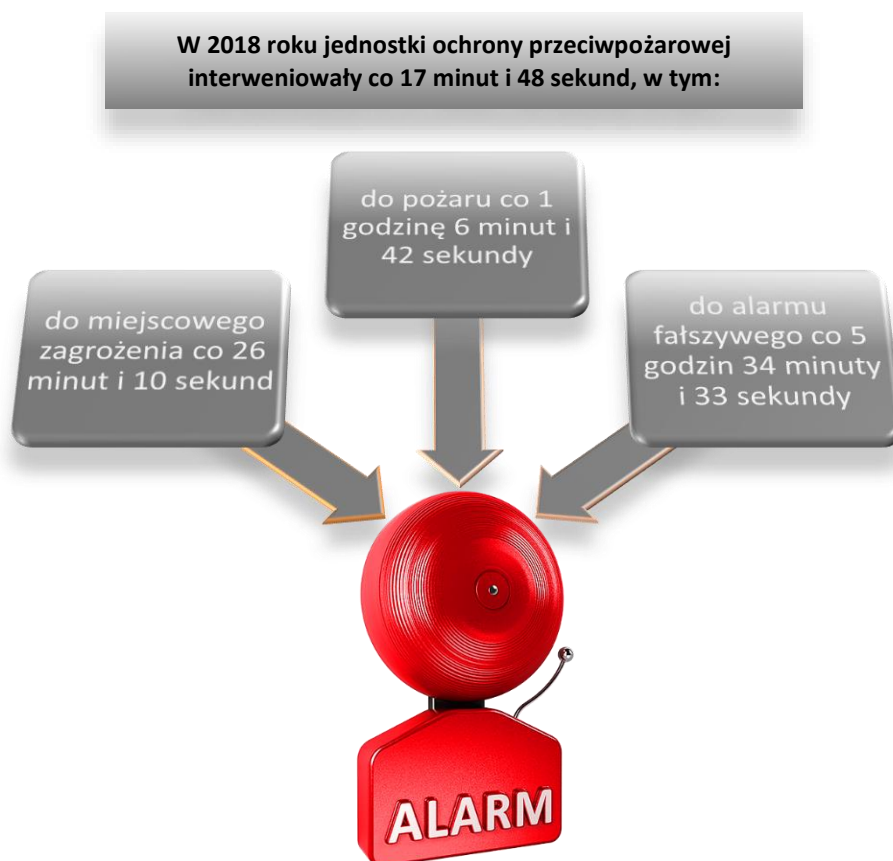 W 2018 roku jednostki ochrony przeciwpożarowej
interweniowały co 17 minut i 48 sekund, w tym:
do miejscowego
zagrożenia co 26
minut i 10 sekund
do pożaru co 1
godzinę 6 minut i
42 sekundy
do alarmu
fałszywego co 5
godzin 34 minuty
i 33 sekundy
ALARM